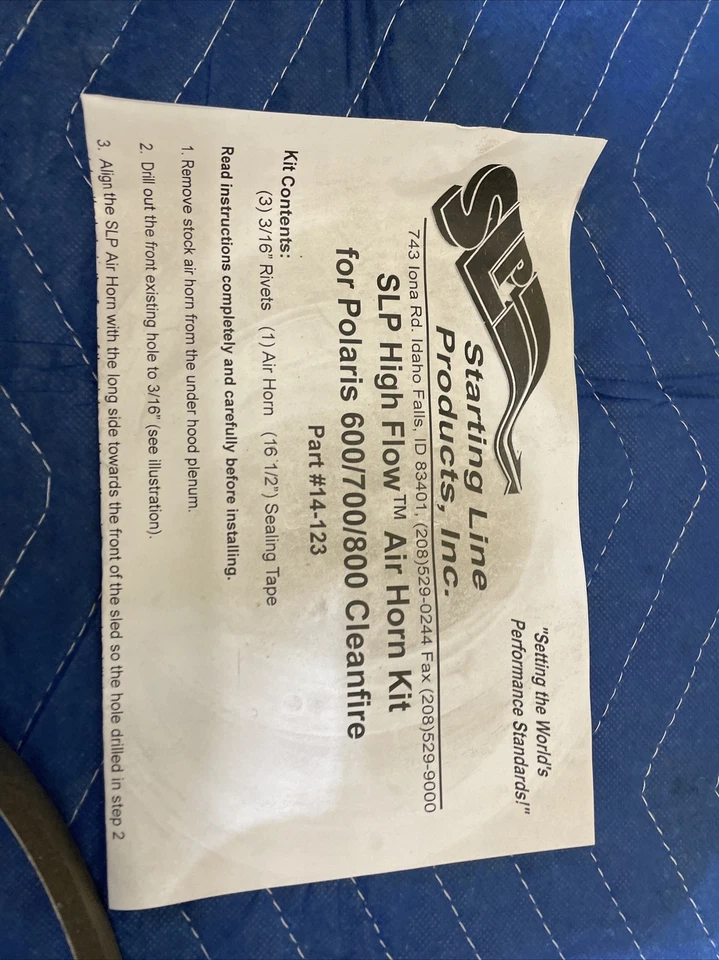 SLP
Starting Line
Products, Inc.
"Setting the World's
Performance Standards!"
743 Iona Rd. Idaho Falls, ID 83401, (208)529-0244 Fax (208)529-9000
SLP High Flow™ Air Horn Kit
for Polaris 600/700/800 Cleanfire
Part #14-123
Kit Contents:
(3) 3/16" Rivets (1) Air Horn (16 1/2") Sealing Tape
Read instructions completely and carefully before installing.
1. Remove stock air horn from the under hood plenum.
2. Drill out the front existing hole to 3/16" (see illustration).
3. Align the SLP Air Horn with the long side towards the front of the sled so the hole drilled in step 2